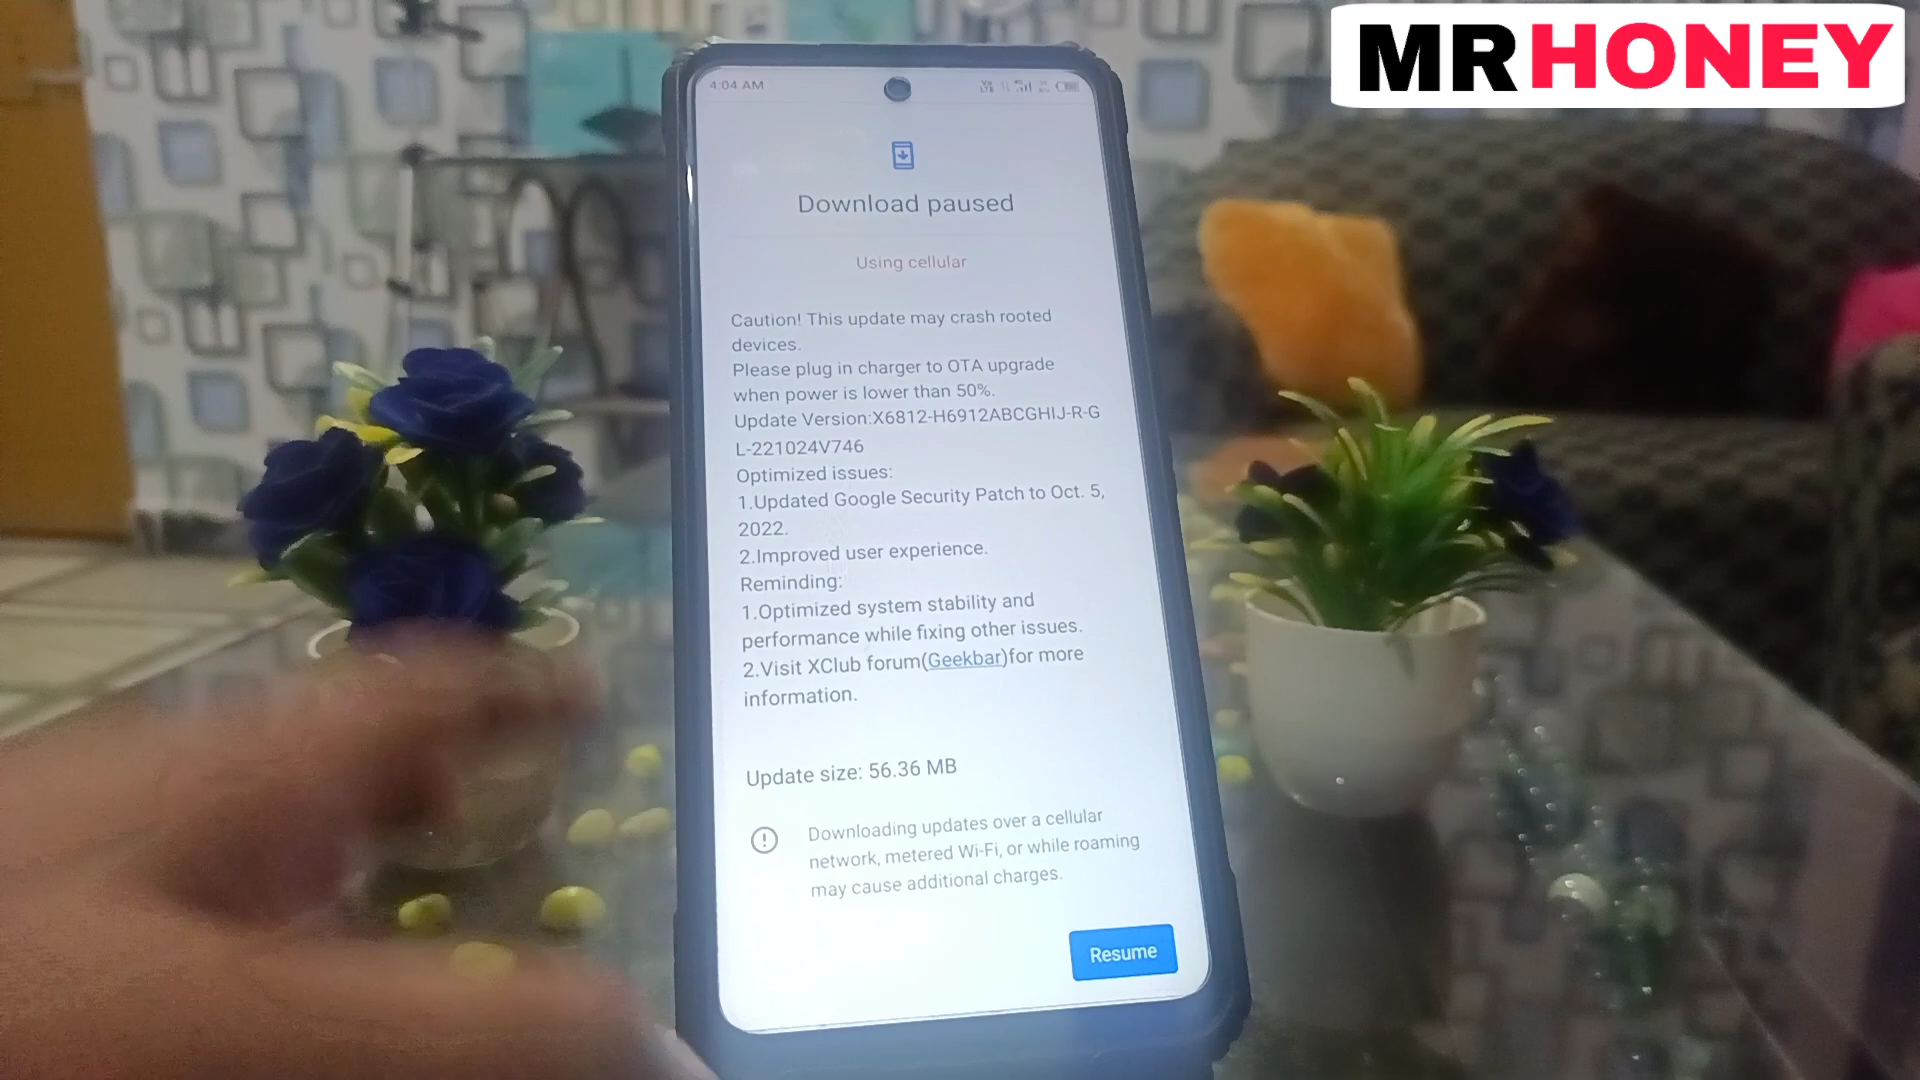 MRHONEY
4:04 AM
Download paused
Using cellular
Caution! This update may crash rooted
devices.
Please plug in charger to OTA upgrade
when power is lower than 50%.
Update Version:X6812-H6912ABCGHIJ-R-G
L-221024V746
Optimized issues:
1.Updated Google Security Patch to Oct. 5,
2022.
2.Improved user experience.
Reminding:
1.Optimized system stability and
performance while fixing other issues.
2.Visit XClub forum(Geekbar)for more
information.
Update size: 56.36 MB
Downloading updates over a cellular
network, metered Wi-Fi, or while roaming
may cause additional charges.
Resume